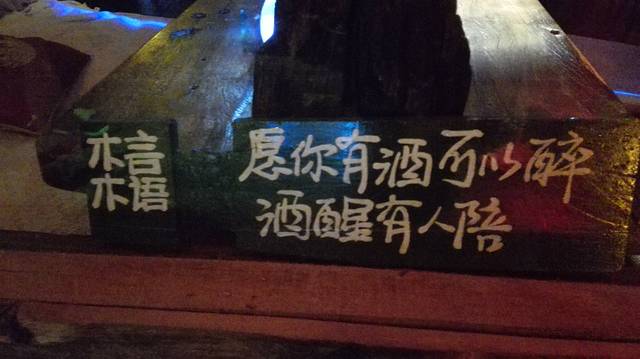 木言
木语
愿你有酒可以醉
酒醒有人陪